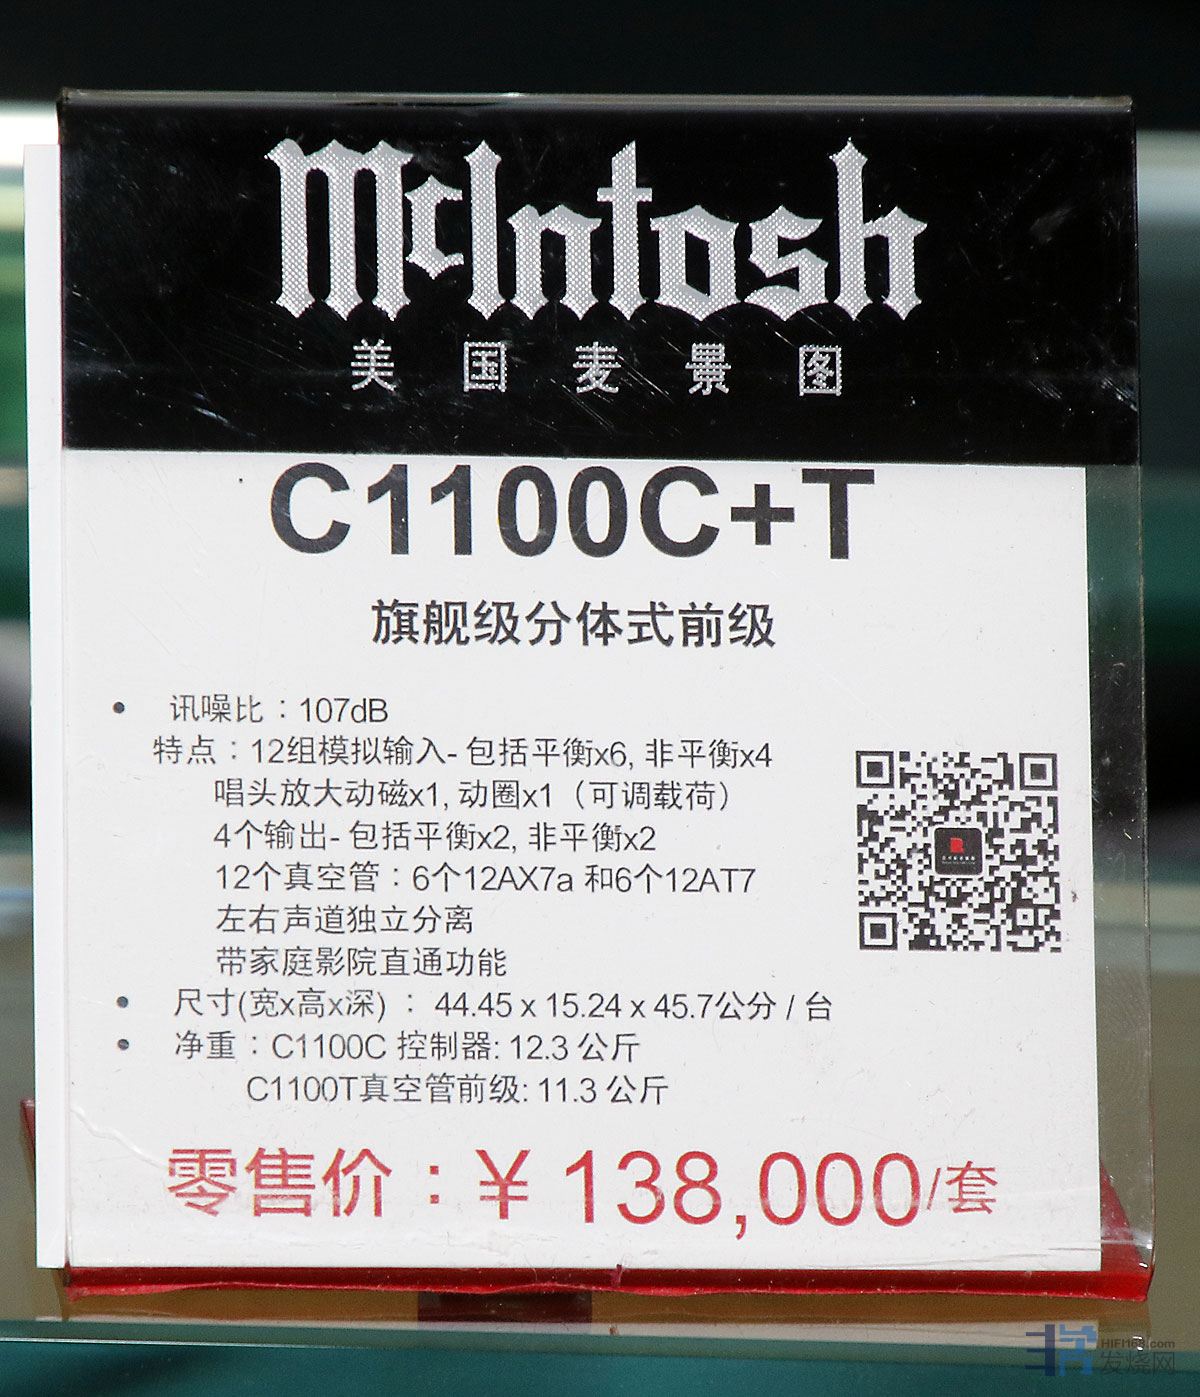 McIntosh
美国麦景图
C1100C+T
旗舰级分体式前级
• 讯噪比：107dB
特点：12组模拟输入- 包括平衡x6, 非平衡x4
唱头放大动磁x1, 动圈x1（可调载荷）
4个输出- 包括平衡x2, 非平衡x2
12个真空管：6个12AX7a 和6个12AT7
左右声道独立分离
带家庭影院直通功能
• 尺寸(宽x高x深)： 44.45 x 15.24 x 45.7公分 / 台
• 净重：C1100C 控制器: 12.3 公斤
C1100T真空管前级: 11.3 公斤
零售价：¥ 138,000/套
HIFI168.com
发烧网